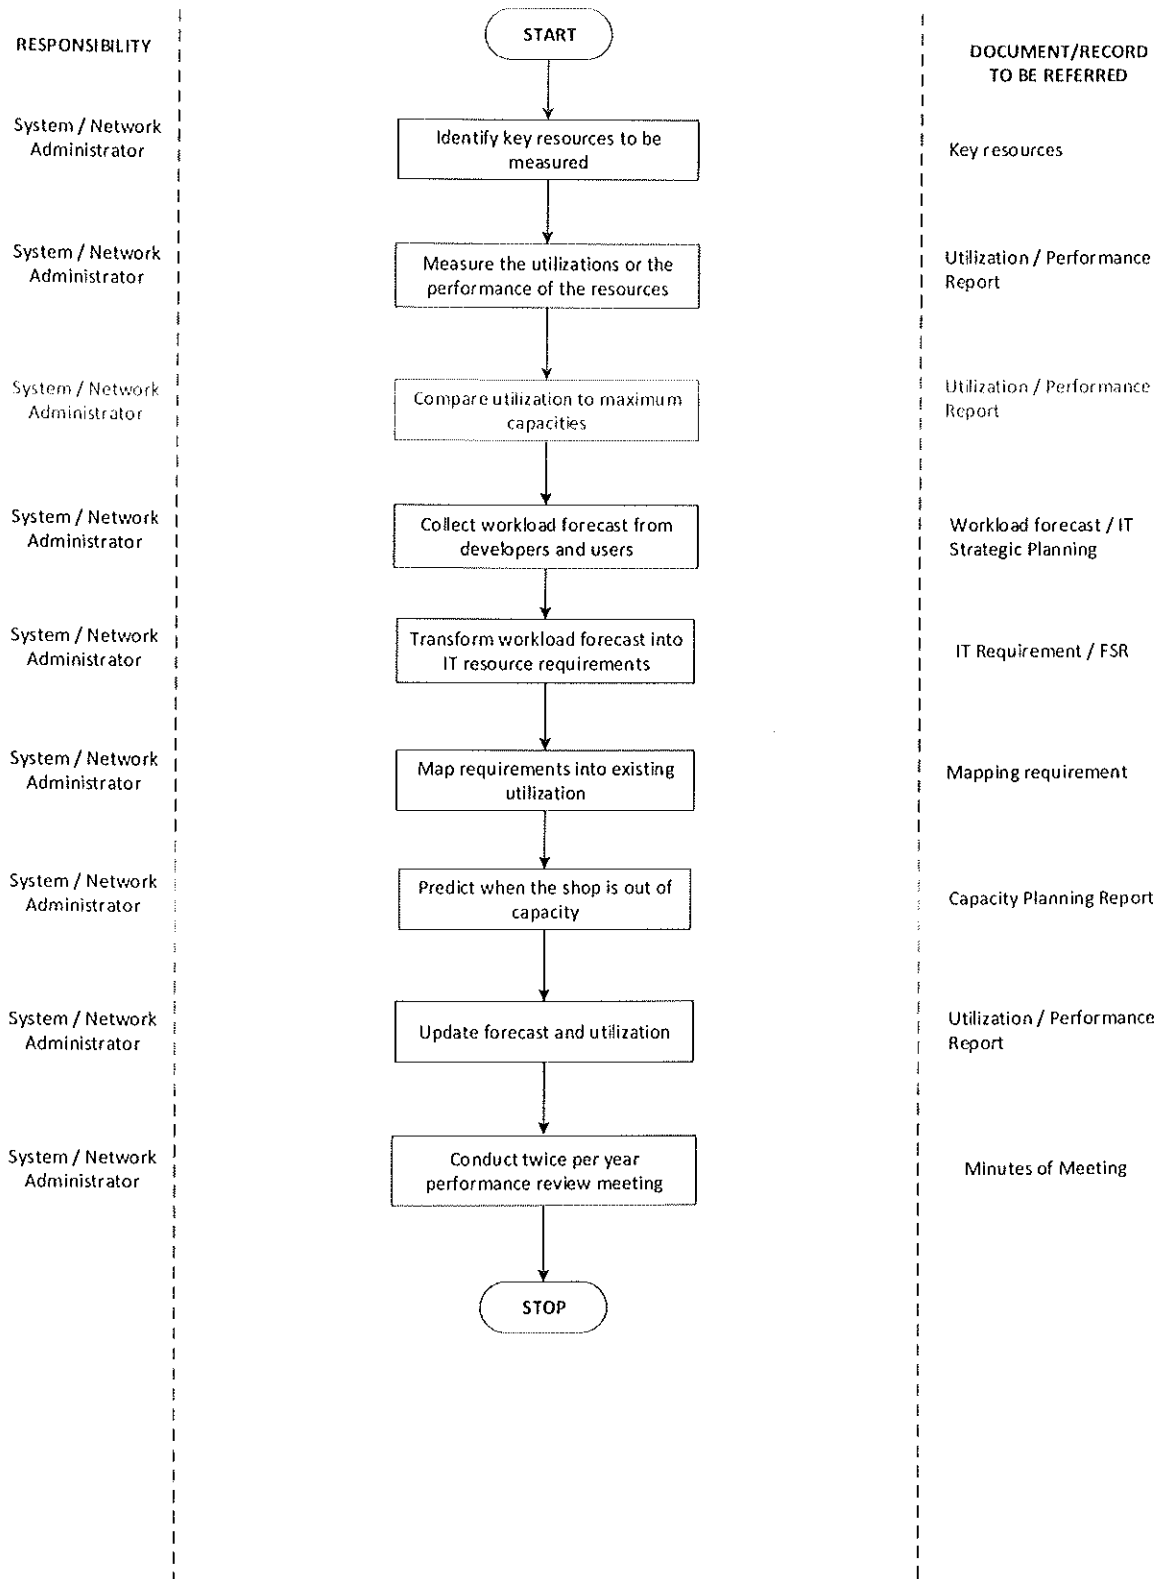 RESPONSIBILITY
START
DOCUMENT/RECORD
TO BE REFERRED
System / Network
Administrator
Identify key resources to be
measured
Key resources
System / Network
Administrator
Measure the utilizations or the
performance of the resources
Utilization / Performance
Report
System / Network
Administrator
Compare utilization to maximum
capacities
Utilization / Performance
Report
System / Network
Administrator
Collect workload forecast from
developers and users
Workload forecast / IT
Strategic Planning
System / Network
Administrator
Transform workload forecast into
IT resource requirements
IT Requirement / FSR
System / Network
Administrator
Map requirements into existing
utilization
Mapping requirement
System / Network
Administrator
Predict when the shop is out of
capacity
Capacity Planning Report
System / Network
Administrator
Update forecast and utilization
Utilization / Performance
Report
System / Network
Administrator
Conduct twice per year
performance review meeting
Minutes of Meeting
STOP